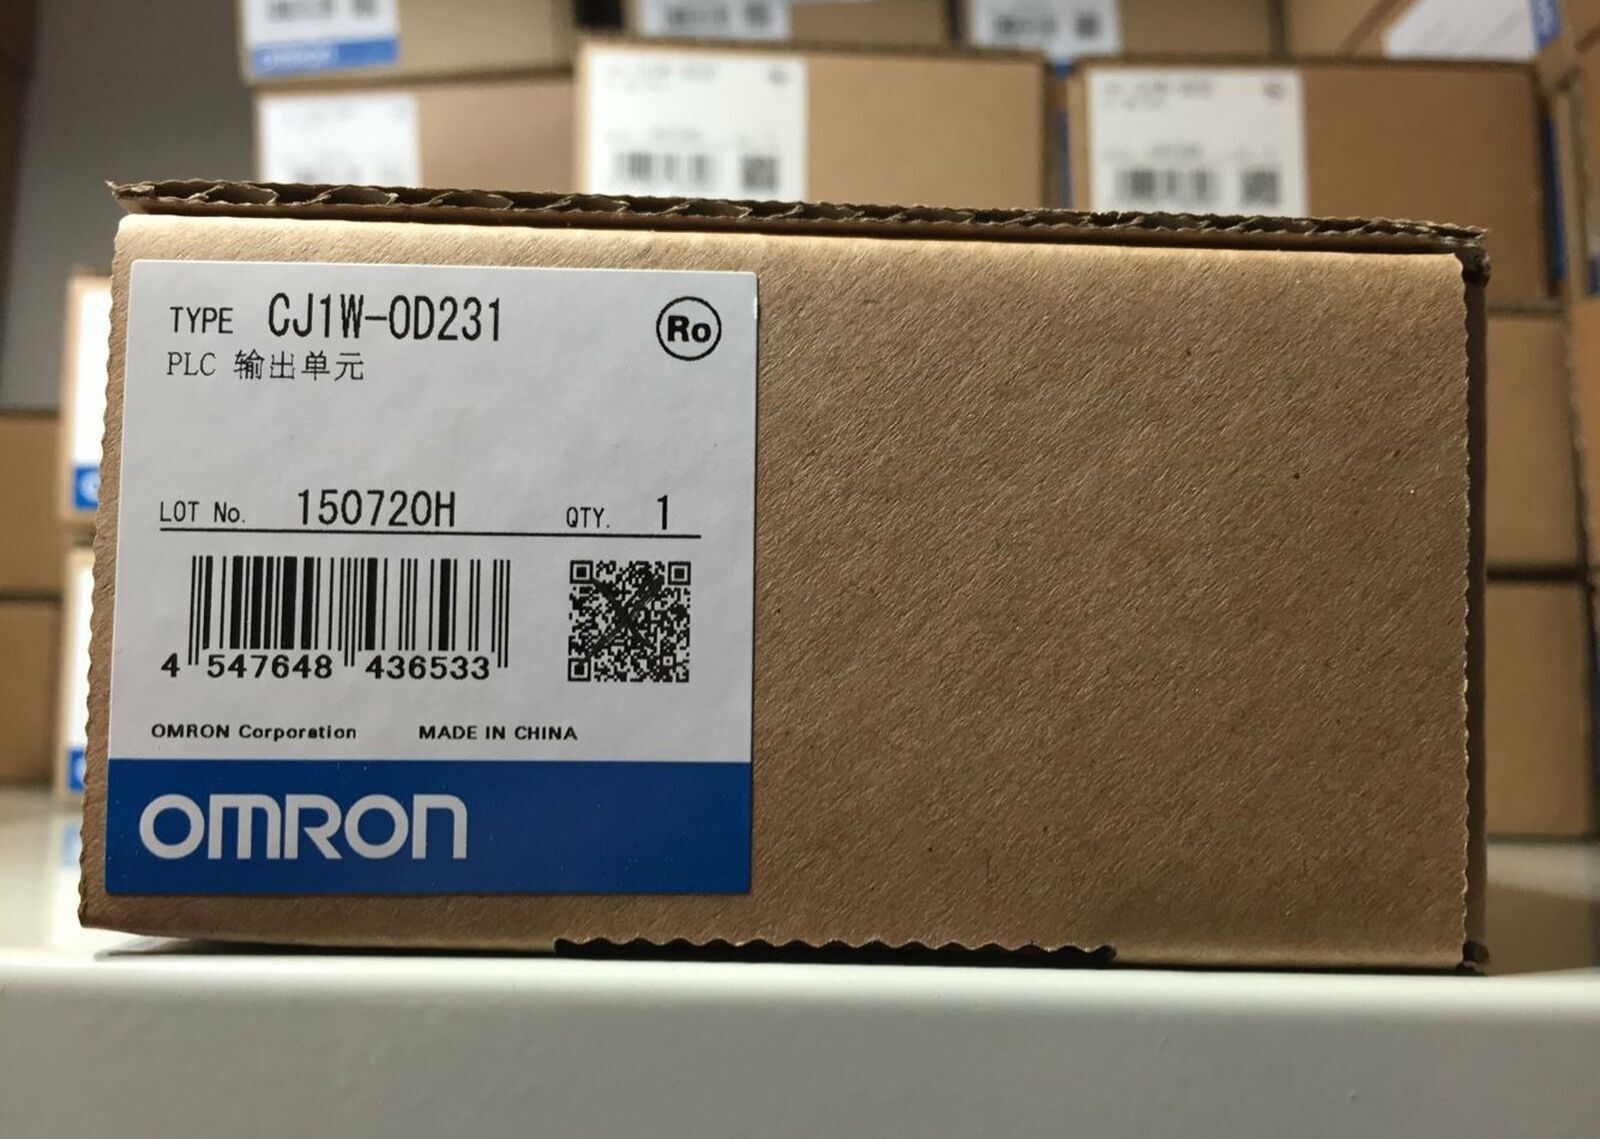 TYPE CJ1W-OD231 Ro
PLC 输出单元
LOT No. 150720H QTY. 1
4 547648 436533
OMRON Corporation MADE IN CHINA
OMRON